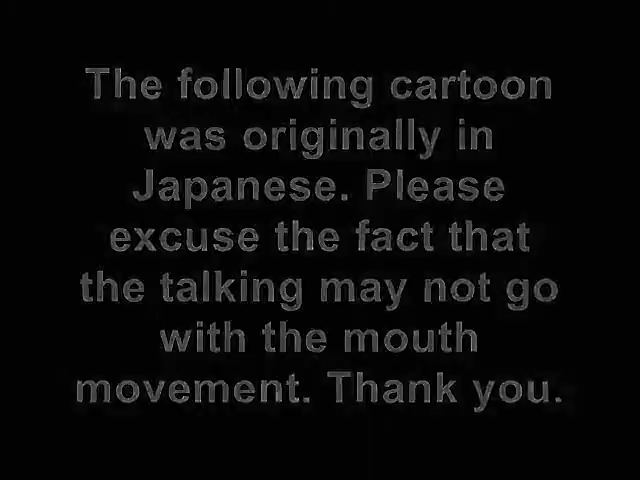 The following cartoon
was originally in
Japanese. Please
excuse the fact that
the talking may not go
with the mouth
movement. Thank you.